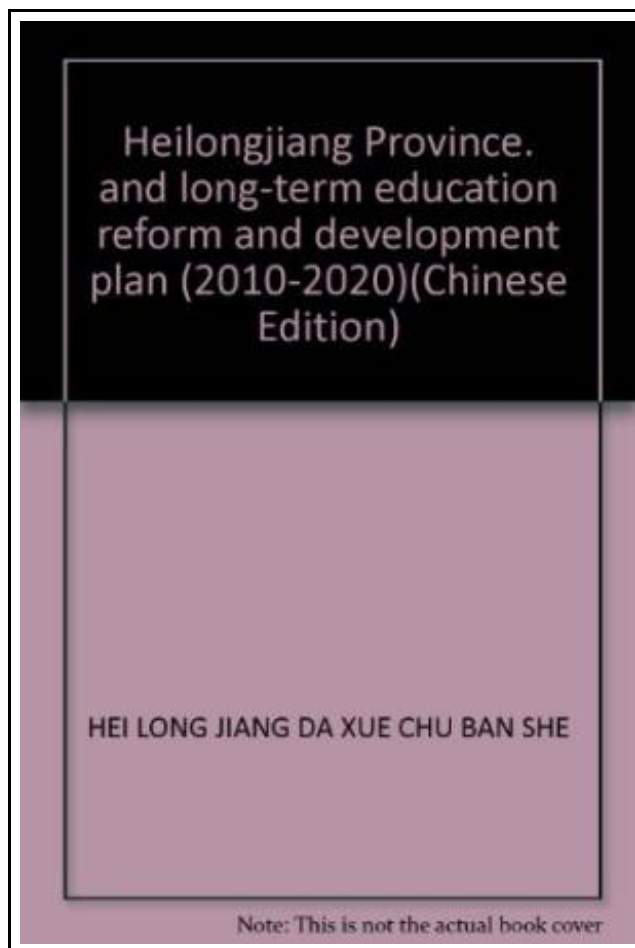 Heilongjiang Province.
and long-term education
reform and development
plan (2010-2020)(Chinese
Edition)
HEI LONG JIANG DA XUE CHU BAN SHE
Note: This is not the actual book cover